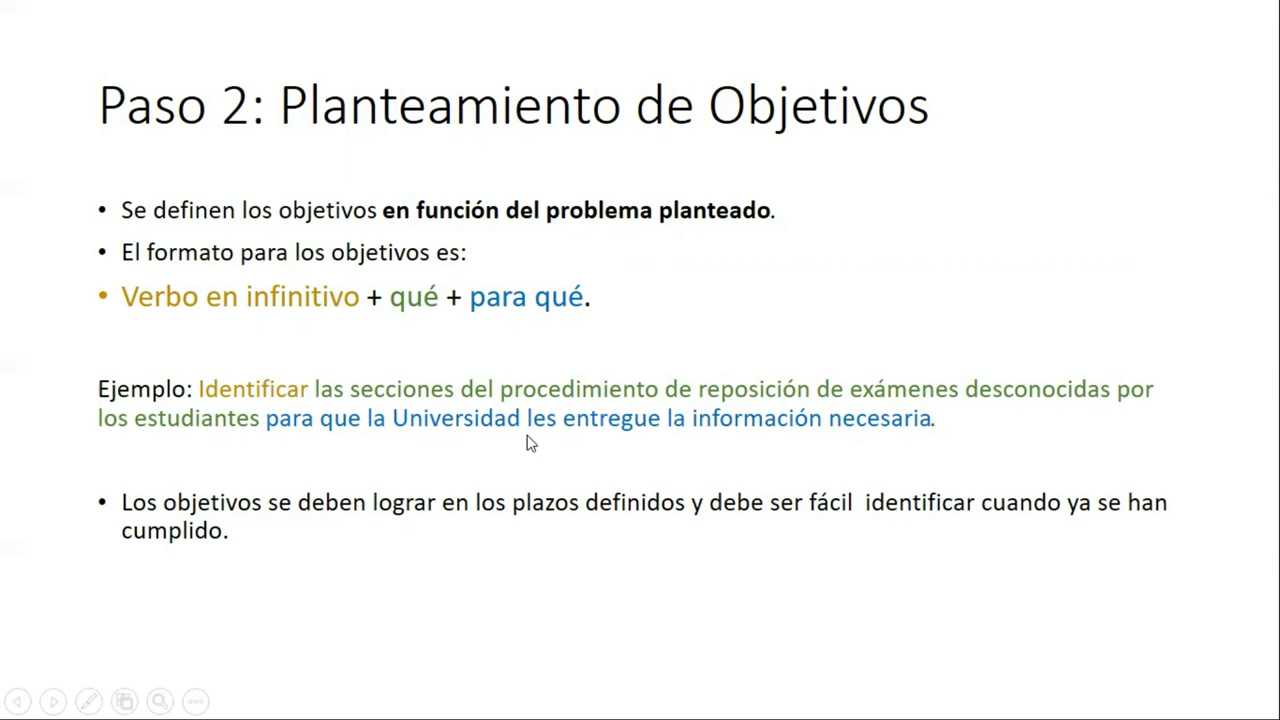 Paso 2: Planteamiento de Objetivos
• Se definen los objetivos en función del problema planteado.
• El formato para los objetivos es:
• Verbo en infinitivo + qué + para qué.
Ejemplo: Identificar las secciones del procedimiento de reposición de exámenes desconocidas por
los estudiantes para que la Universidad les entregue la información necesaria.
• Los objetivos se deben lograr en los plazos definidos y debe ser fácil  identificar cuando ya se han
cumplido.